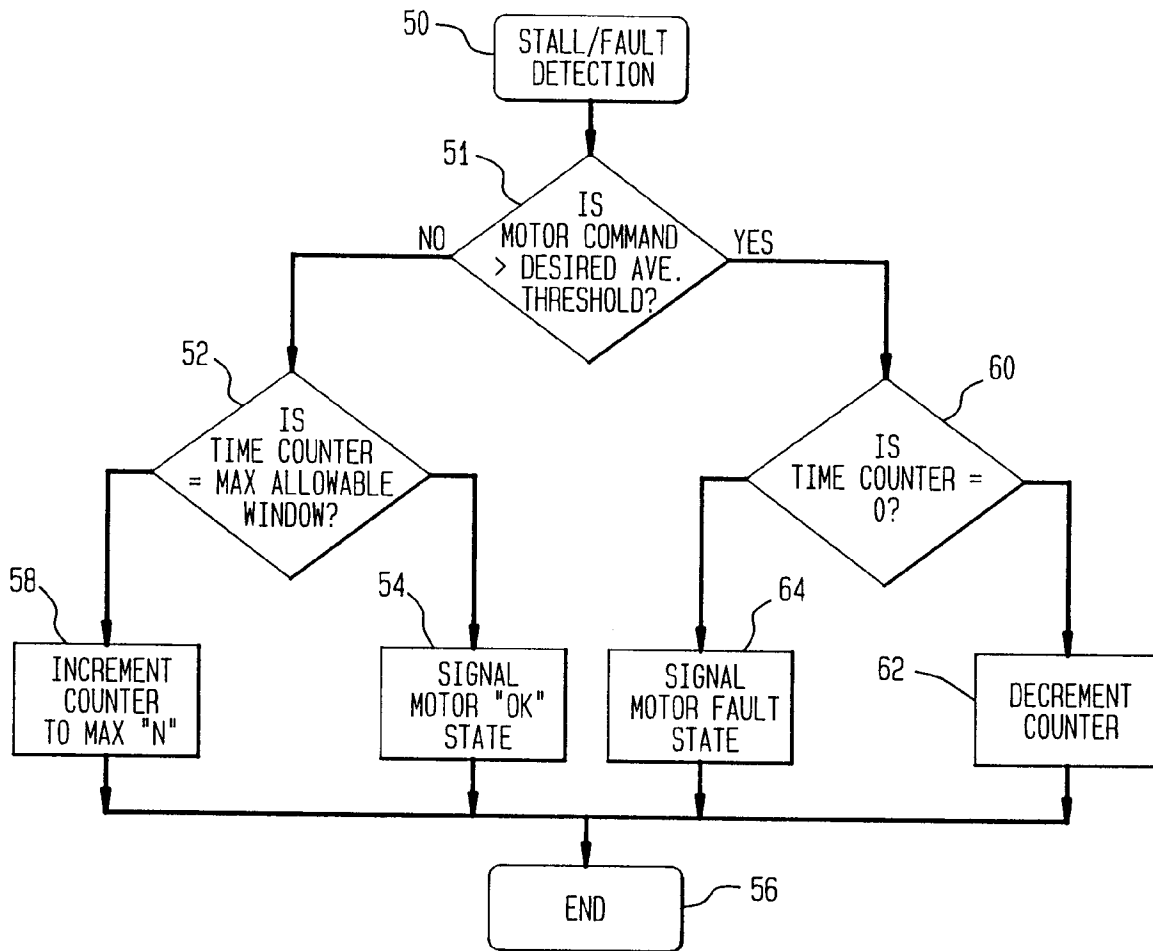 50
STALL/FAULT
DETECTION
51
IS
MOTOR COMMAND
> DESIRED AVE.
THRESHOLD?
NO
YES
52
IS
TIME COUNTER
= MAX ALLOWABLE
WINDOW?
60
IS
TIME COUNTER =
0?
58
INCREMENT
COUNTER
TO MAX "N"
54
SIGNAL
MOTOR "OK"
STATE
64
SIGNAL
MOTOR FAULT
STATE
62
DECREMENT
COUNTER
END
56